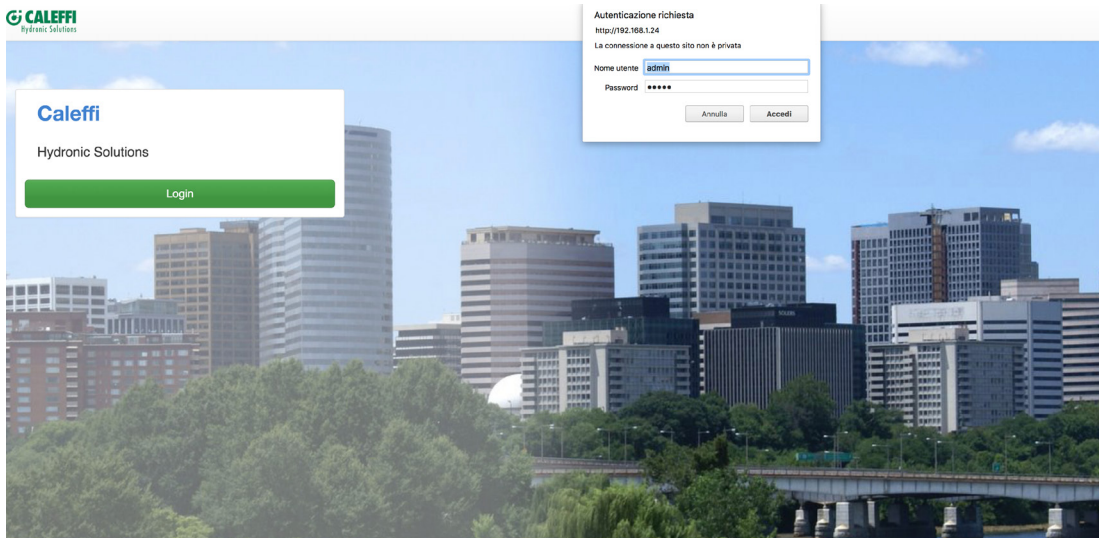 CALEFFI
Hydronic Solutions
Autenticazione richiesta
http://192.168.1.24
La connessione a questo sito non è privata
Nome utente admin
Password •••••
Annulla Accedi
Caleffi
Hydronic Solutions
Login